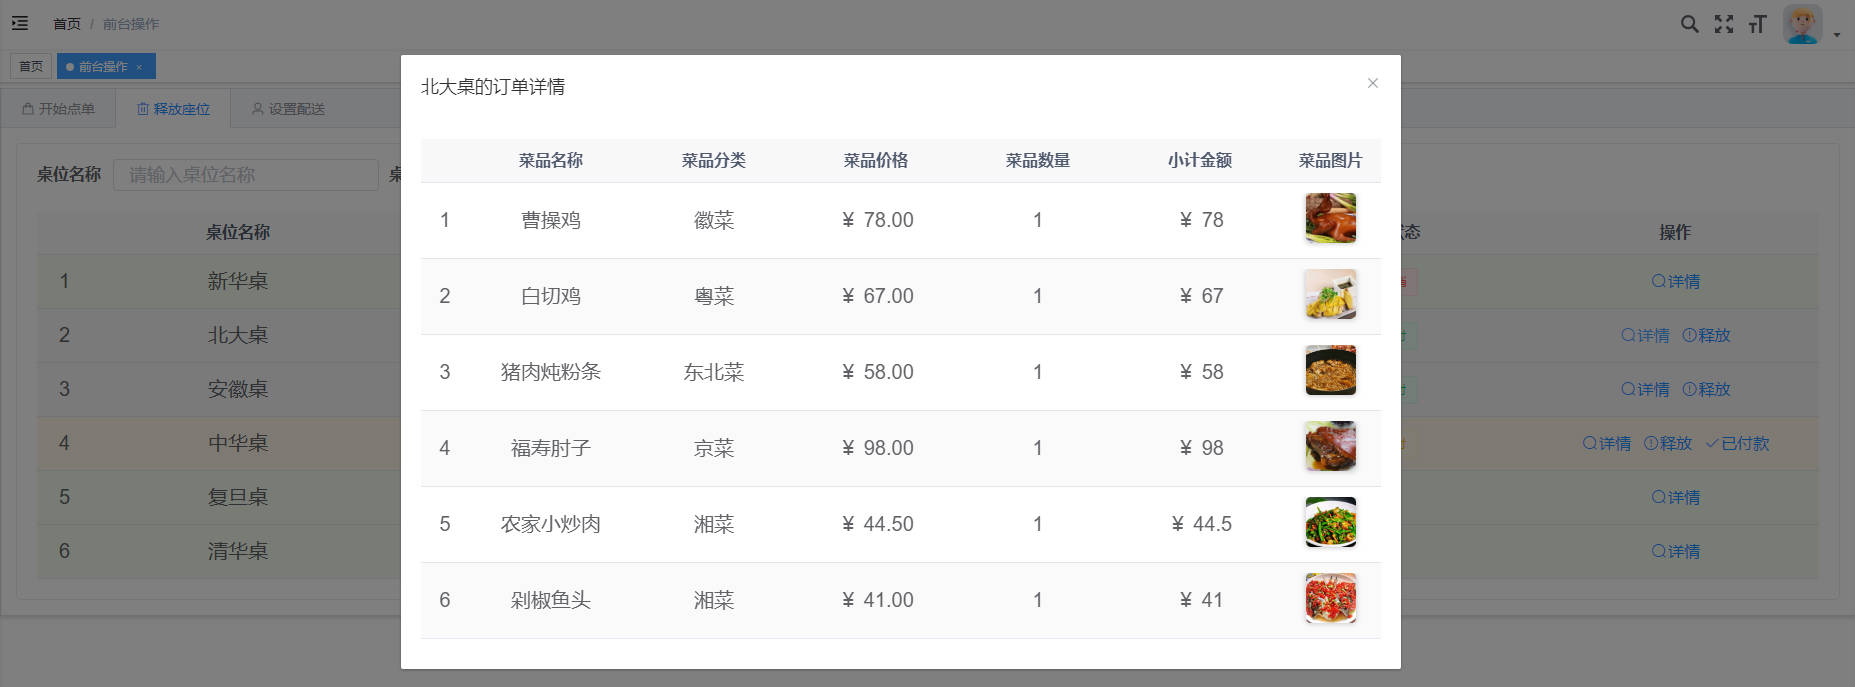 首页 / 前台操作
首页
前台操作 ×
开始点单
释放座位
设置配送
桌位名称 请输入桌位名称
桌位名称 操作
1 新华桌 详情
2 北大桌 详情 释放
3 安徽桌 详情 释放
4 中华桌 详情 释放 已付款
5 复旦桌 详情
6 清华桌 详情
北大桌的订单详情 ×
菜品名称 菜品分类 菜品价格 菜品数量 小计金额 菜品图片
1 曹操鸡 徽菜 ¥ 78.00 1 ¥ 78
2 白切鸡 粤菜 ¥ 67.00 1 ¥ 67
3 猪肉炖粉条 东北菜 ¥ 58.00 1 ¥ 58
4 福寿肘子 京菜 ¥ 98.00 1 ¥ 98
5 农家小炒肉 湘菜 ¥ 44.50 1 ¥ 44.5
6 剁椒鱼头 湘菜 ¥ 41.00 1 ¥ 41